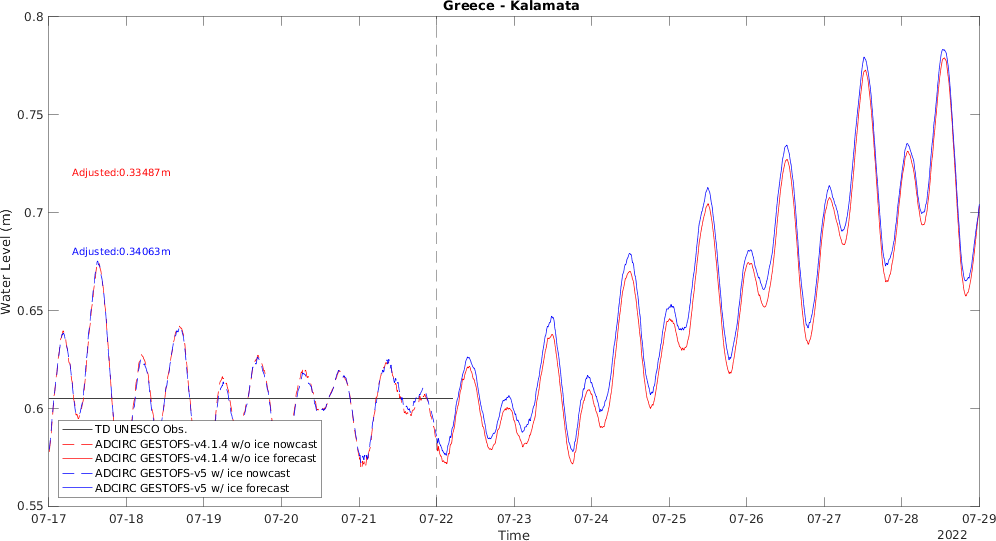 Greece - Kalamata
0.8
0.75
0.7
0.65
0.6
0.55
Water Level (m)
Adjusted:0.33487m
Adjusted:0.34063m
TD UNESCO Obs.
ADCIRC GESTOFS-v4.1.4 w/o ice nowcast
ADCIRC GESTOFS-v4.1.4 w/o ice forecast
ADCIRC GESTOFS-v5 w/ ice nowcast
ADCIRC GESTOFS-v5 w/ ice forecast
07-17 07-18 07-19 07-20 07-21 07-22 07-23 07-24 07-25 07-26 07-27 07-28 07-29
Time
2022